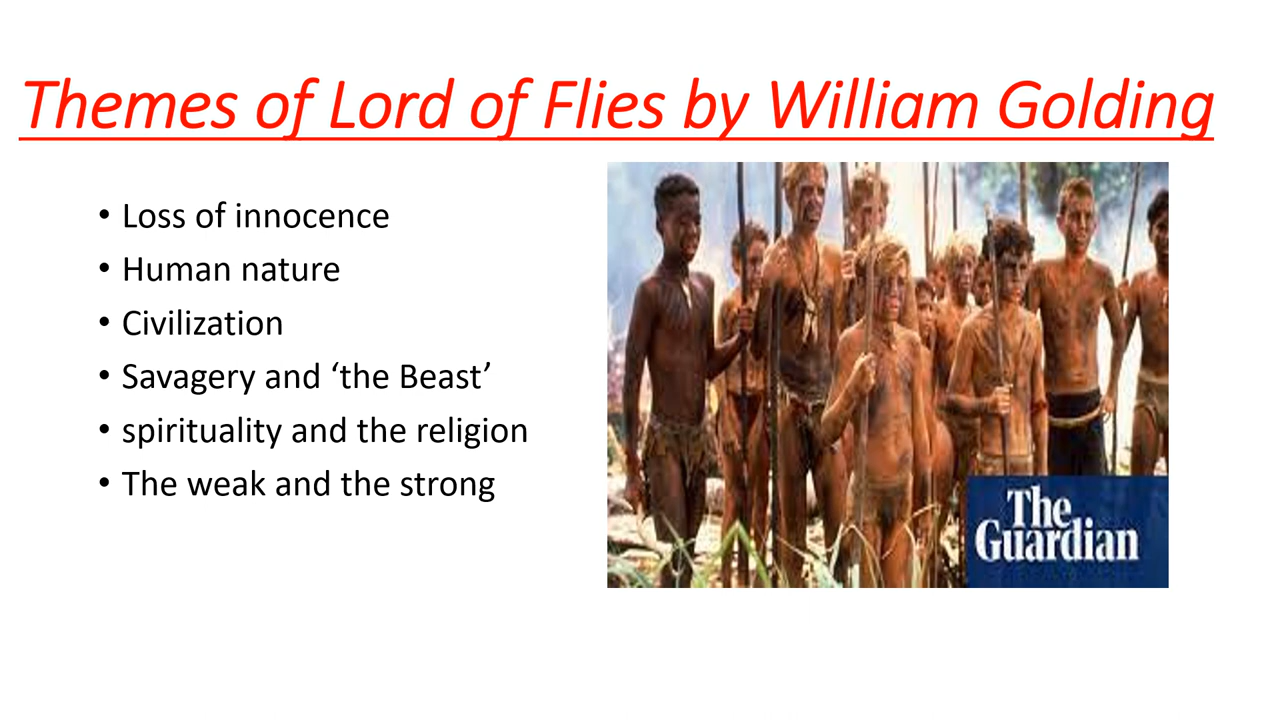 Themes of Lord of Flies by William Golding
• Loss of innocence
• Human nature
• Civilization
• Savagery and ‘the Beast’
• spirituality and the religion
• The weak and the strong
The
Guardian